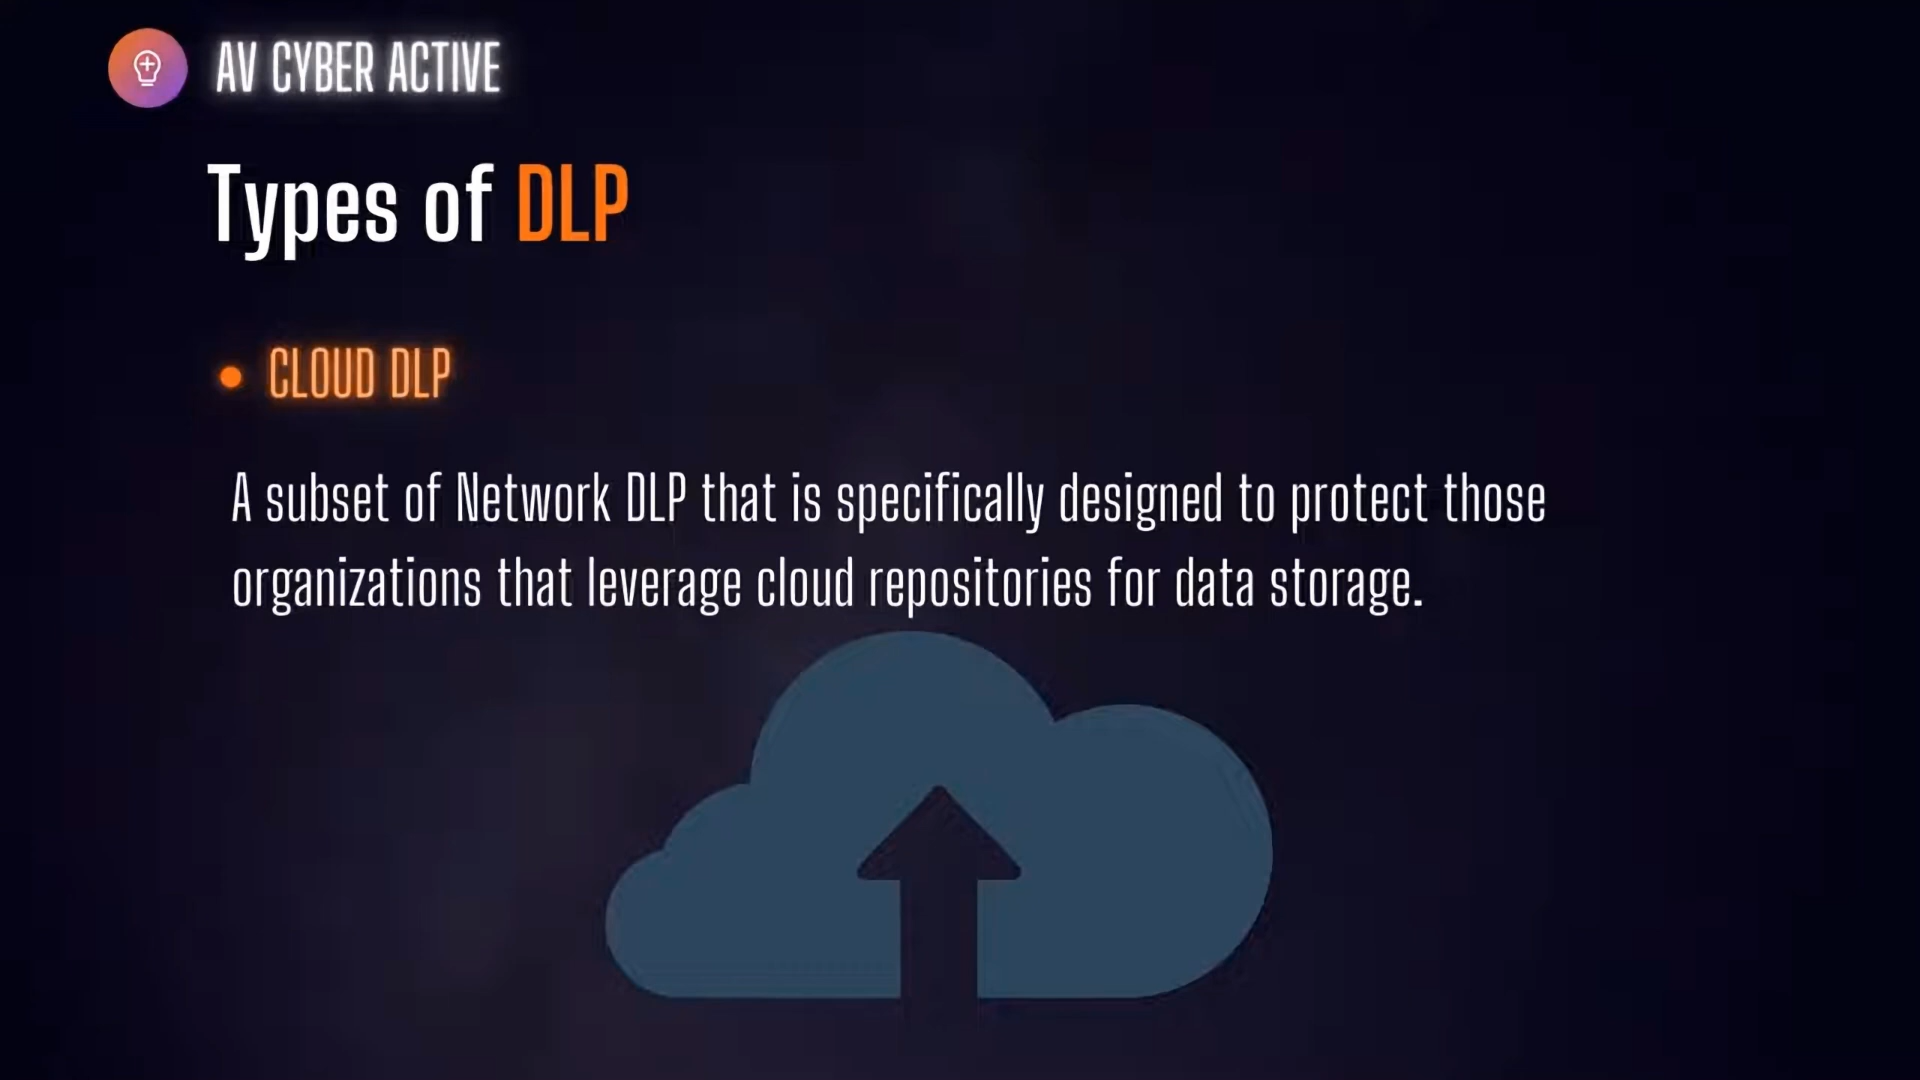 AV CYBER ACTIVE
Types of DLP
• CLOUD DLP
A subset of Network DLP that is specifically designed to protect those
organizations that leverage cloud repositories for data storage.